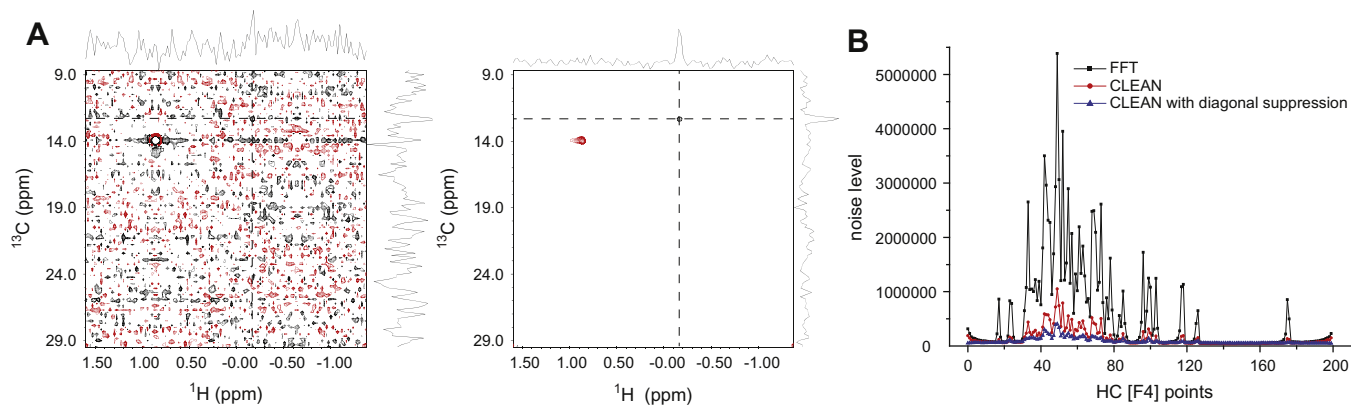 A
9.0
14.0
19.0
24.0
29.0
13C (ppm)
1.50 1.00 0.50 -0.00 -0.50 -1.00
1H (ppm)
9.0
14.0
19.0
24.0
29.0
13C (ppm)
1.50 1.00 0.50 -0.00 -0.50 -1.00
1H (ppm)
B
FFT
CLEAN
CLEAN with diagonal suppression
5000000
4000000
3000000
2000000
1000000
0
noise level
0 40 80 120 160 200
HC [F4] points